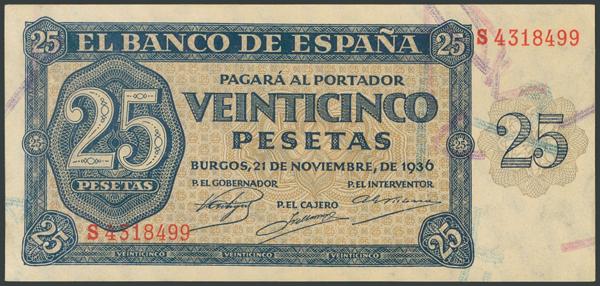 25 EL BANCO DE ESPAÑA 25
S 4318499
PAGARÁ AL PORTADOR
VEINTICINCO
PESETAS
25
PESETAS
25
BURGOS, 21 DE NOVIEMBRE, DE 1936
P. EL GOBERNADOR
P. EL CAJERO
P. EL INTERVENTOR
S 4318499
25
25
VEINTICINCO VEINTICINCO VEINTICINCO